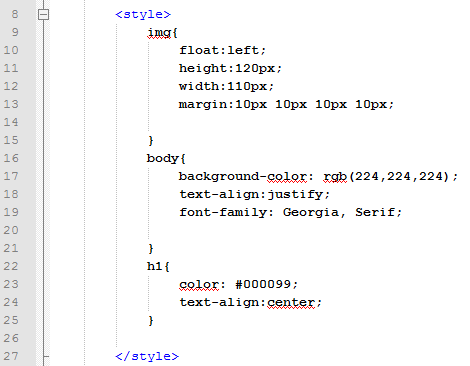 8 <style>
9 img{
10 float:left;
11 height:120px;
12 width:110px;
13 margin:10px 10px 10px 10px;
14
15 }
16 body{
17 background-color: rgb(224,224,224);
18 text-align:justify;
19 font-family: Georgia, Serif;
20
21 }
22 h1{
23 color: #000099;
24 text-align:center;
25 }
26
27 </style>